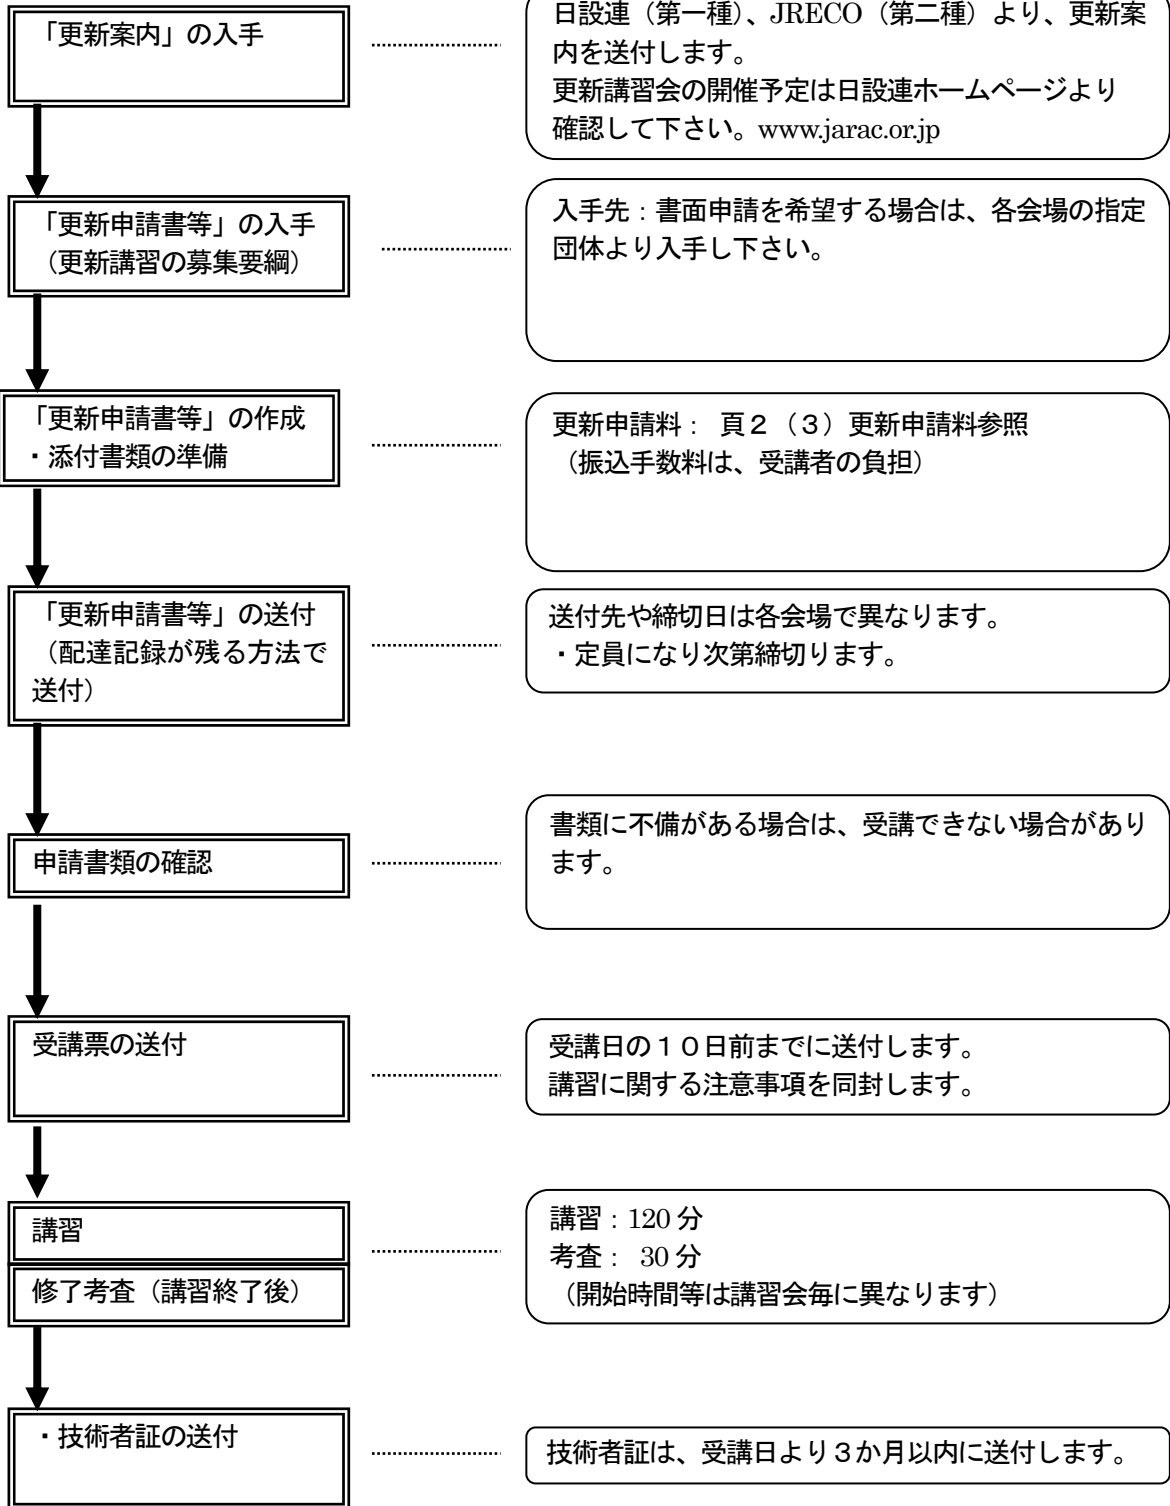 「更新案内」の入手
日設連（第一種）、JRECO（第二種）より、更新案
内を送付します。
更新講習会の開催予定は日設連ホームページより
確認して下さい。www.jarac.or.jp
「更新申請書等」の入手
（更新講習の募集要綱）
入手先：書面申請を希望する場合は、各会場の指定
団体より入手し下さい。
「更新申請書等」の作成
・添付書類の準備
更新申請料： 頁２（３）更新申請料参照
（振込手数料は、受講者の負担）
「更新申請書等」の送付
（配達記録が残る方法で
送付）
送付先や締切日は各会場で異なります。
・定員になり次第締切ります。
申請書類の確認
書類に不備がある場合は、受講できない場合があり
ます。
受講票の送付
受講日の１０日前までに送付します。
講習に関する注意事項を同封します。
講習
修了考査（講習終了後）
講習：120 分
考査： 30 分
（開始時間等は講習会毎に異なります）
・技術者証の送付
技術者証は、受講日より３か月以内に送付します。